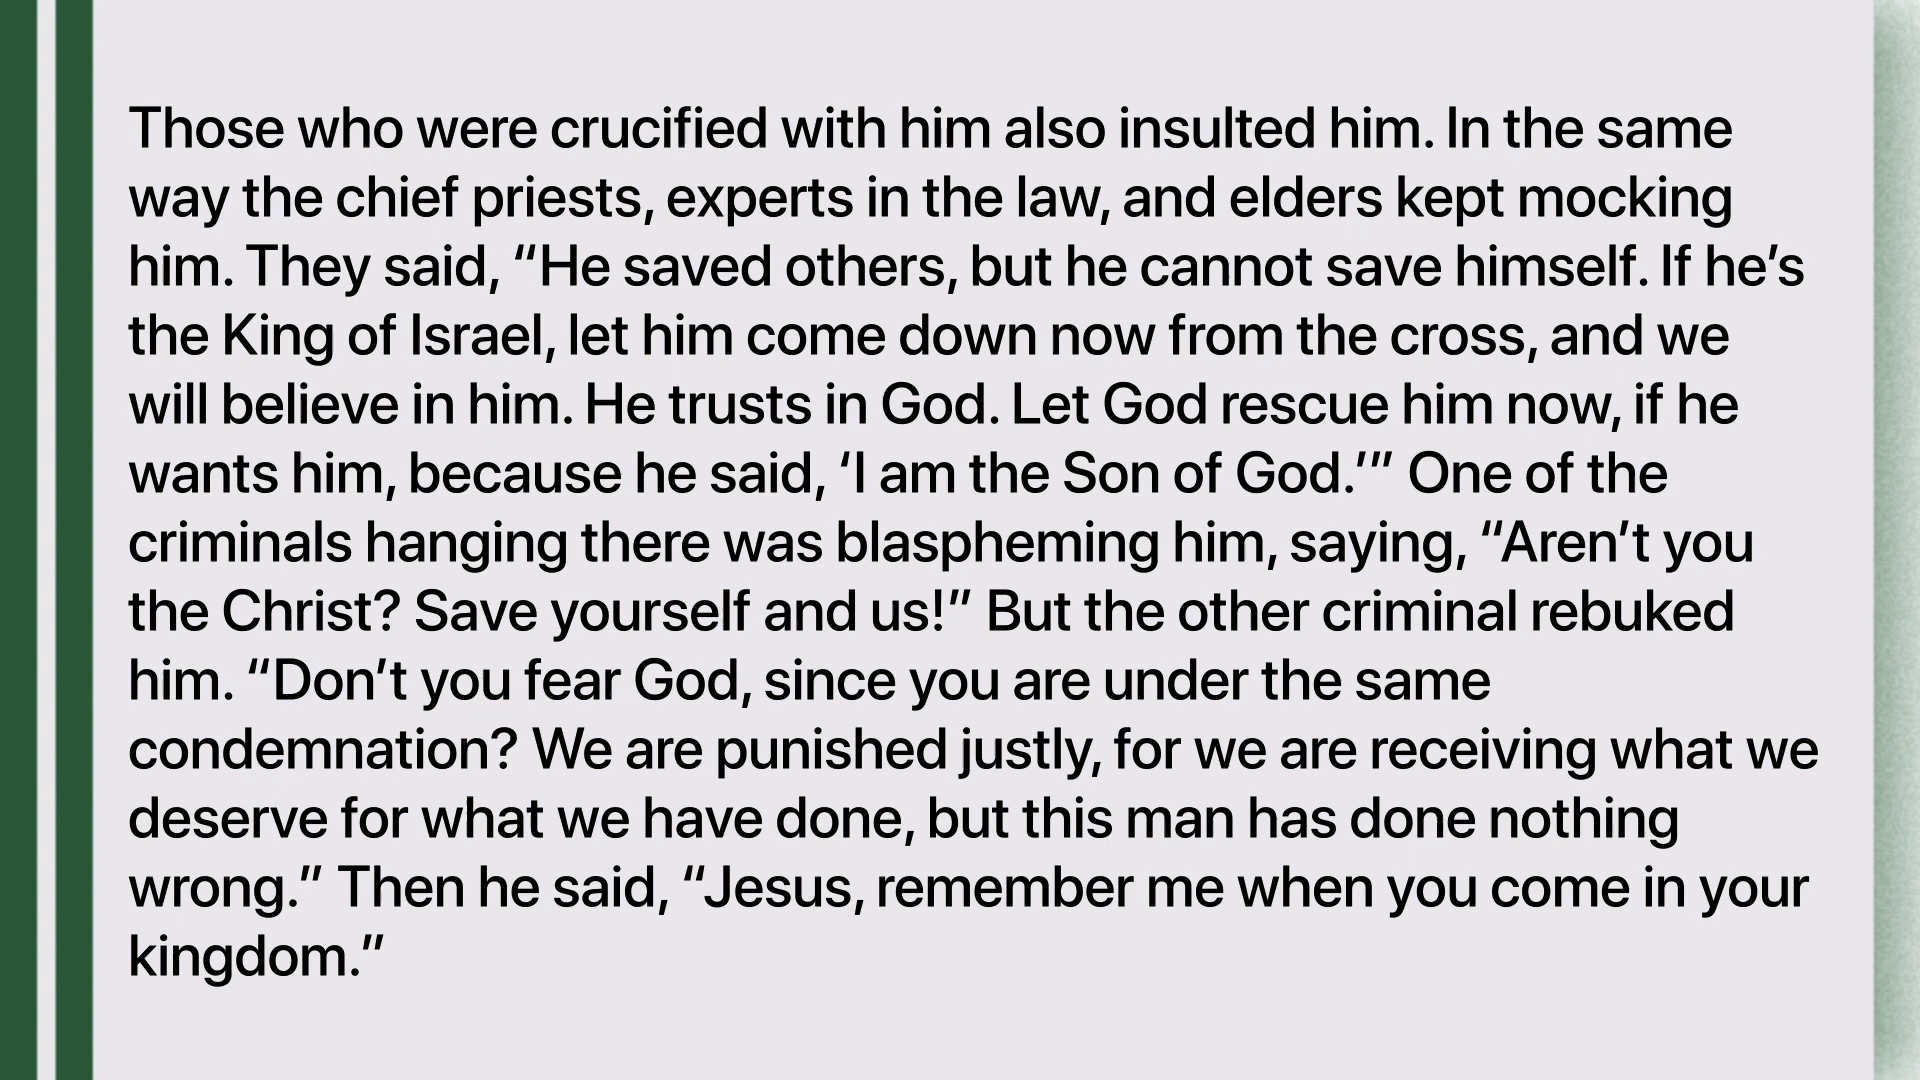 Those who were crucified with him also insulted him. In the same
way the chief priests, experts in the law, and elders kept mocking
him. They said, “He saved others, but he cannot save himself. If he’s
the King of Israel, let him come down now from the cross, and we
will believe in him. He trusts in God. Let God rescue him now, if he
wants him, because he said, ‘I am the Son of God.’” One of the
criminals hanging there was blaspheming him, saying, “Aren’t you
the Christ? Save yourself and us!” But the other criminal rebuked
him. “Don’t you fear God, since you are under the same
condemnation? We are punished justly, for we are receiving what we
deserve for what we have done, but this man has done nothing
wrong.” Then he said, “Jesus, remember me when you come in your
kingdom.”